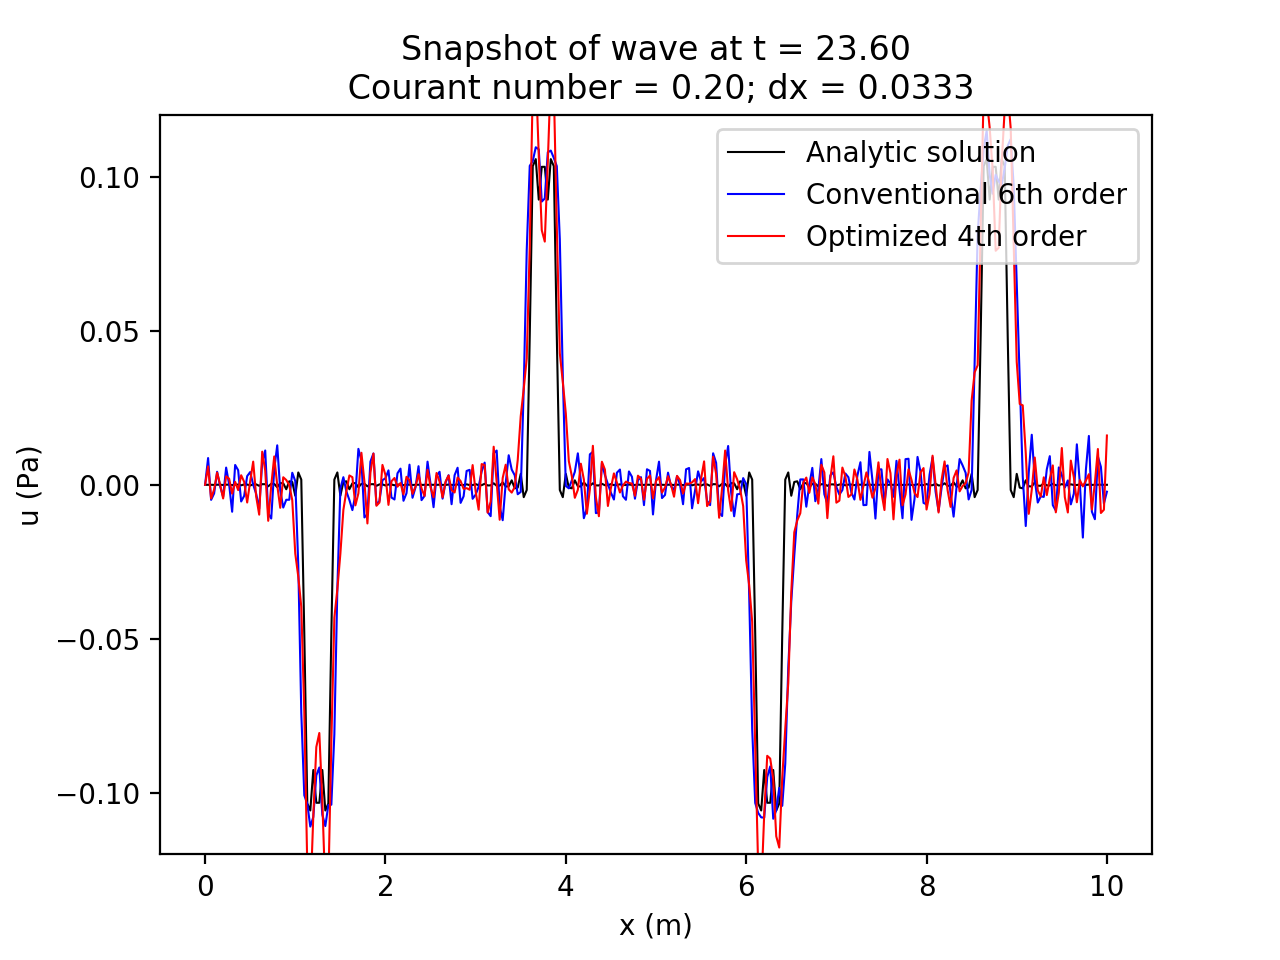 Snapshot of wave at t = 23.60
Courant number = 0.20; dx = 0.0333
Analytic solution
Conventional 6th order
Optimized 4th order
u (Pa)
0.10
0.05
0.00
−0.05
−0.10
0 2 4 6 8 10
x (m)